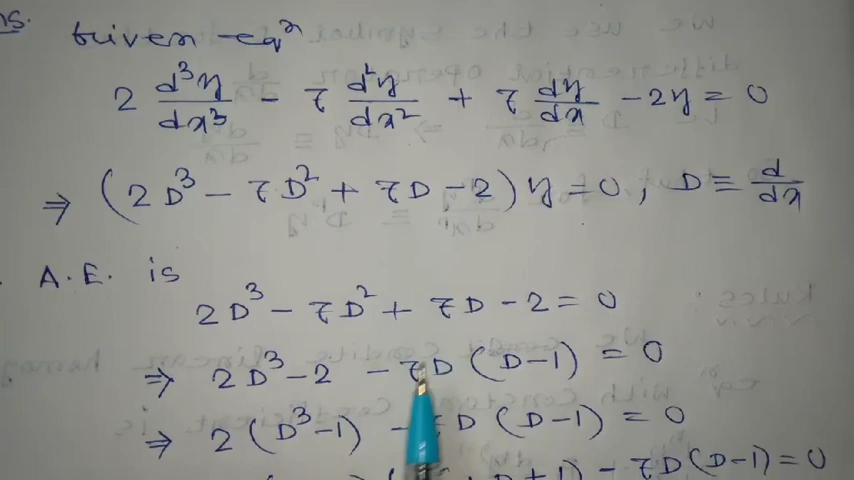 ns.
Given eqⁿ
2 d³y/dx³ - 7 d²y/dx² + 7 dy/dx - 2y = 0
⇒ (2D³ - 7D² + 7D - 2) y = 0, D ≡ d/dx
A.E. is
2D³ - 7D² + 7D - 2 = 0
⇒ 2D³ - 2 - 7D (D-1) = 0
⇒ 2 (D³ - 1) - 7D (D-1) = 0
D+1) - 7D (D-1) = 0